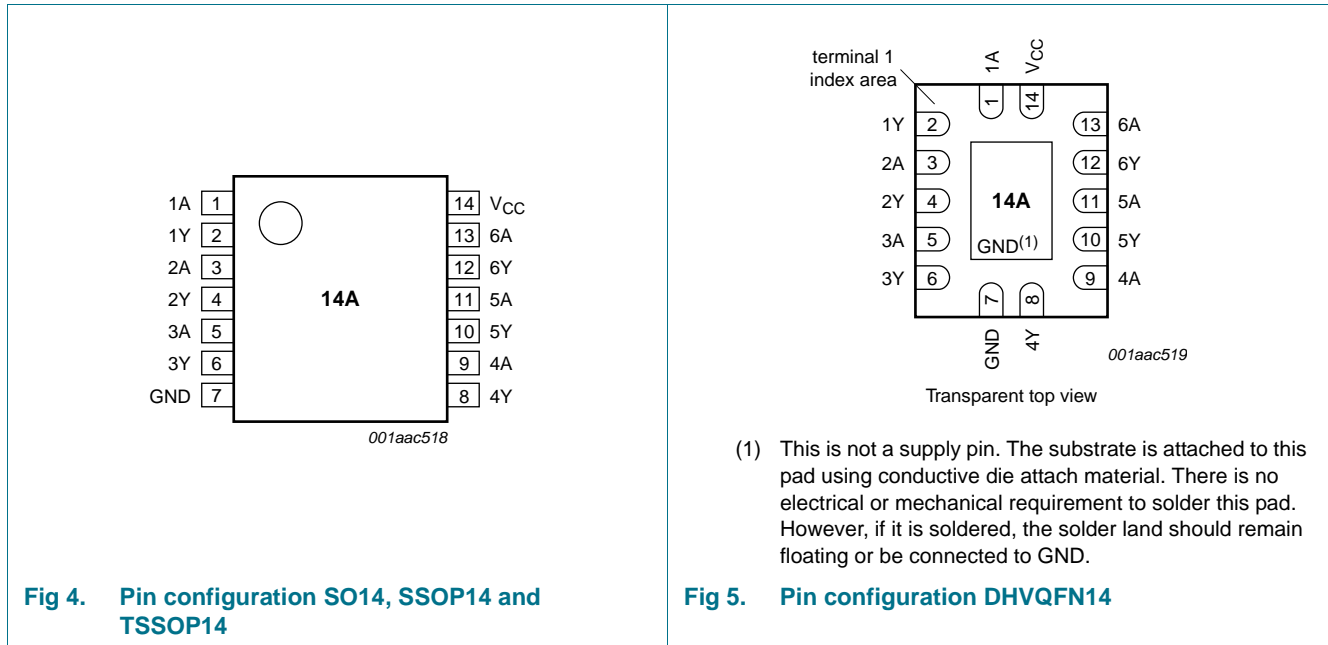 1A 1 14 VCC
1Y 2 13 6A
2A 3 12 6Y
2Y 4 14A 11 5A
3A 5 10 5Y
3Y 6 9 4A
GND 7 8 4Y
001aac518
Fig 4. Pin configuration SO14, SSOP14 and
TSSOP14
terminal 1
index area
1A VCC
1 14
1Y 2 13 6A
2A 3 12 6Y
2Y 4 14A 11 5A
3A 5 GND(1) 10 5Y
3Y 6 9 4A
7 8
GND 4Y
001aac519
Transparent top view
(1) This is not a supply pin. The substrate is attached to this
pad using conductive die attach material. There is no
electrical or mechanical requirement to solder this pad.
However, if it is soldered, the solder land should remain
floating or be connected to GND.
Fig 5. Pin configuration DHVQFN14